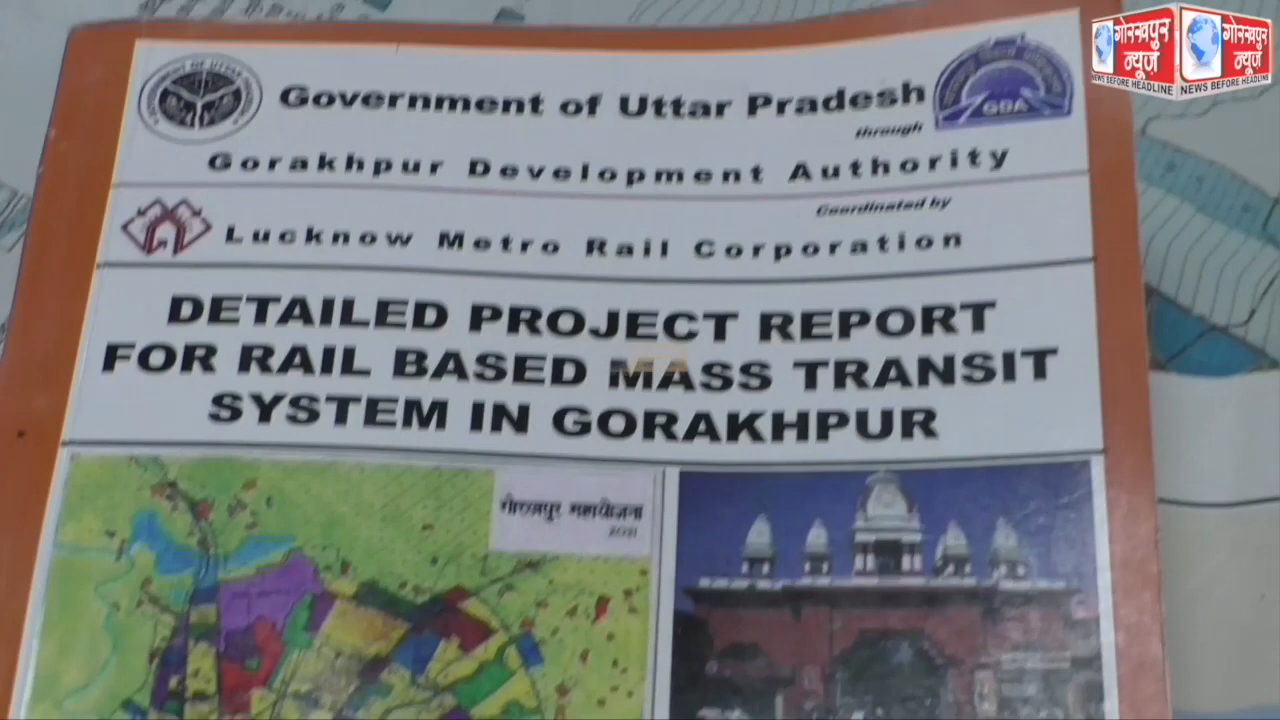 गोरखपुर
न्यूज़
NEWS BEFORE HEADLINE
गोरखपुर
न्यूज़
NEWS BEFORE HEADLINE
Government of Uttar Pradesh
GDA
through
Gorakhpur Development Authority
Coordinated by
Lucknow Metro Rail Corporation
DETAILED PROJECT REPORT
FOR RAIL BASED MASS TRANSIT
SYSTEM IN GORAKHPUR
गोरखपुर महायोजना
2021